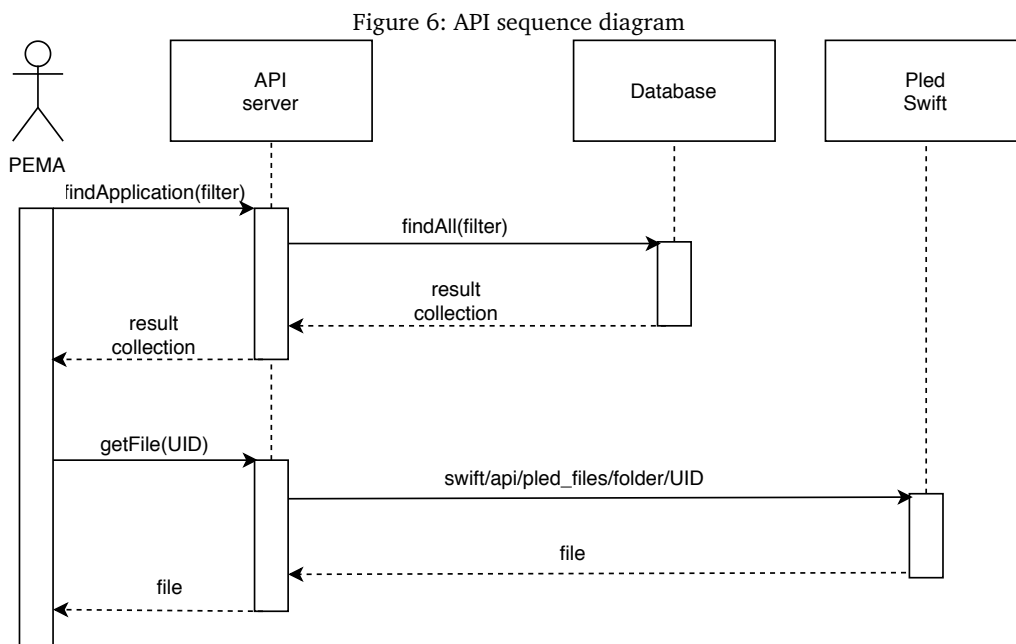 Figure 6: API sequence diagram
API
server
Database
Pled
Swift
PEMA
findApplication(filter)
findAll(filter)
result
collection
result
collection
getFile(UID)
swift/api/pled_files/folder/UID
file
file